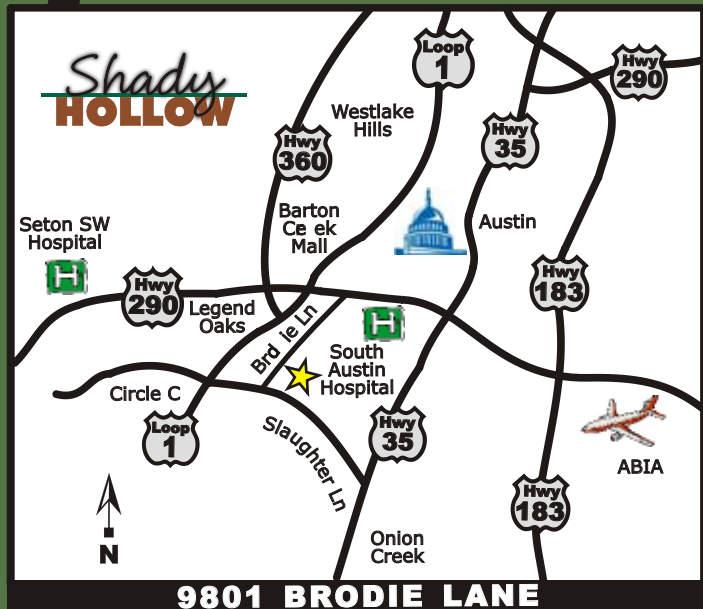 Shady
HOLLOW
Loop
1
Hwy
290
Westlake
Hills
Hwy
35
Hwy
360
Barton
Ce ek
Mall
Austin
Seton SW
Hospital
H
Hwy
290
Legend
Oaks
Hwy
183
Brd ie Ln
H
South
Austin
Hospital
Circle C
Loop
1
Slaughter Ln
Hwy
35
ABIA
Hwy
183
N
Onion
Creek
9801 BRODIE LANE